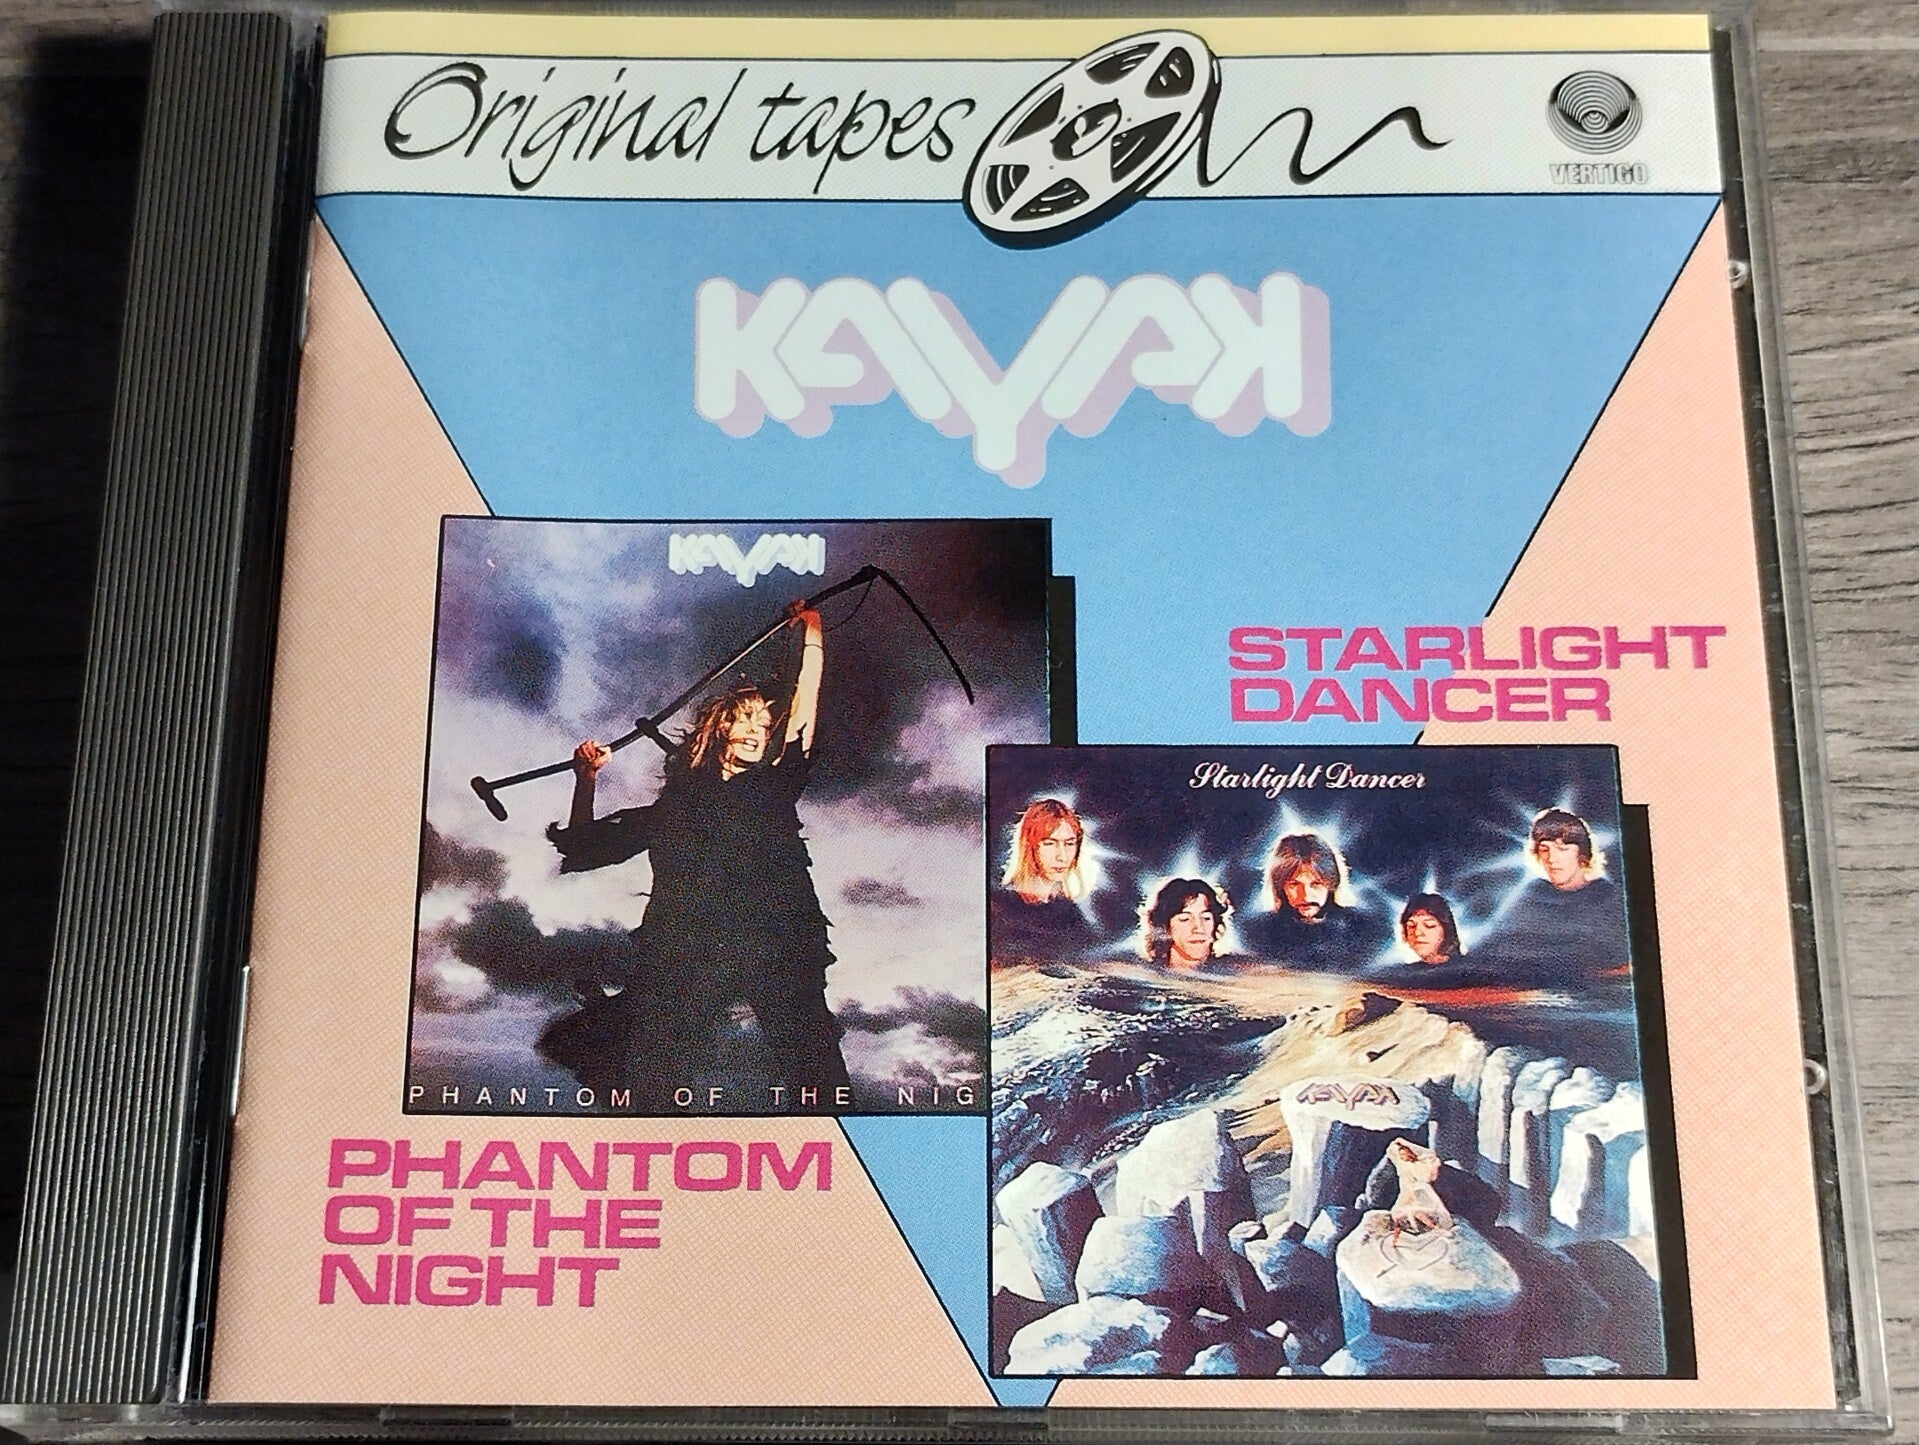 Original tapes
VERTIGO
KAYAK
KAYAK
STARLIGHT
DANCER
Starlight Dancer
KAYAK
PHANTOM OF THE NIG
PHANTOM
OF THE
NIGHT